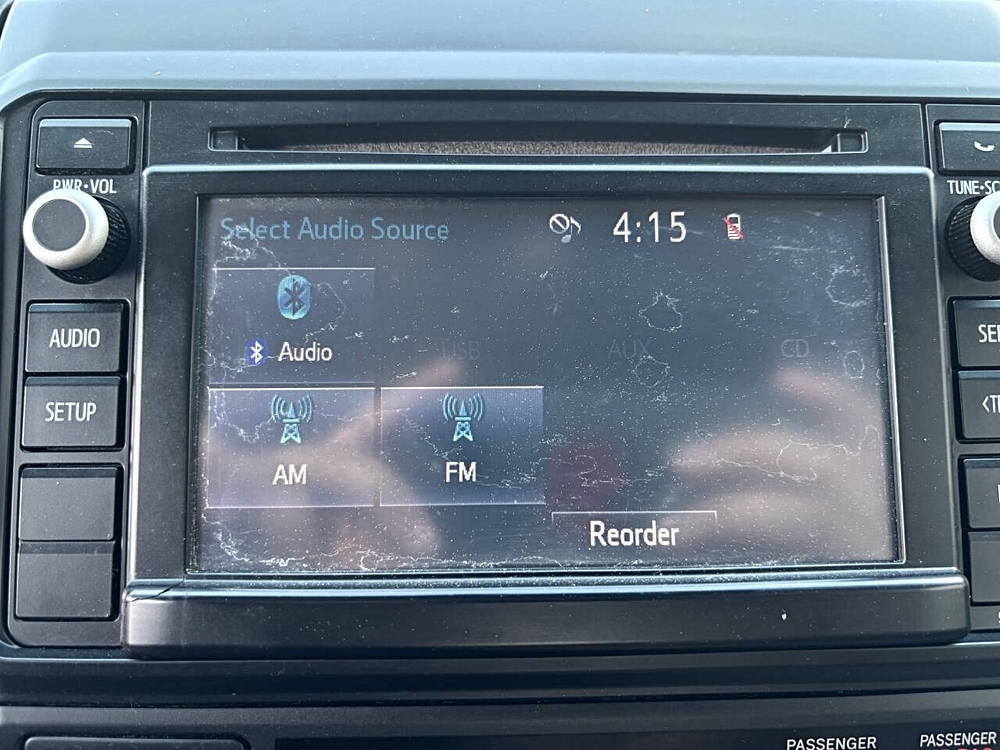 PWR•VOL
TUNE•SC
Select Audio Source
4:15
AUDIO
SETUP
Audio
USB
AUX
CD
SE
<T
AM
FM
Reorder
PASSENGER
PASSENGER